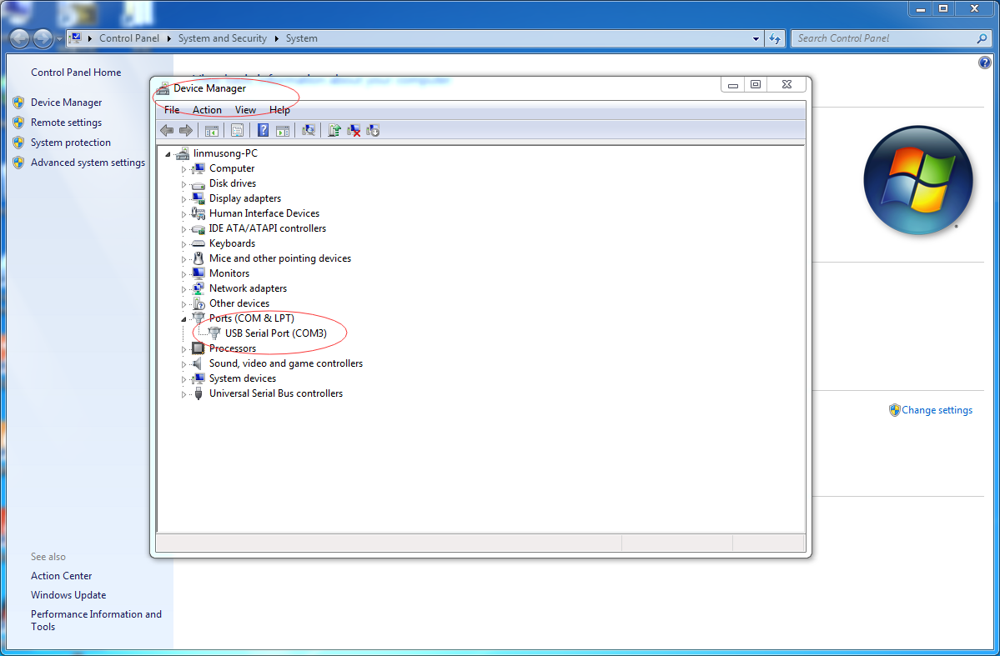 Control Panel System and Security System
Search Control Panel
Control Panel Home
Device Manager
Remote settings
System protection
Advanced system settings
See also
Action Center
Windows Update
Performance Information and
Tools
Device Manager
File Action View Help
linmusong-PC
Computer
Disk drives
Display adapters
Human Interface Devices
IDE ATA/ATAPI controllers
Keyboards
Mice and other pointing devices
Monitors
Network adapters
Other devices
Ports (COM & LPT)
USB Serial Port (COM3)
Processors
Sound, video and game controllers
System devices
Universal Serial Bus controllers
Change settings